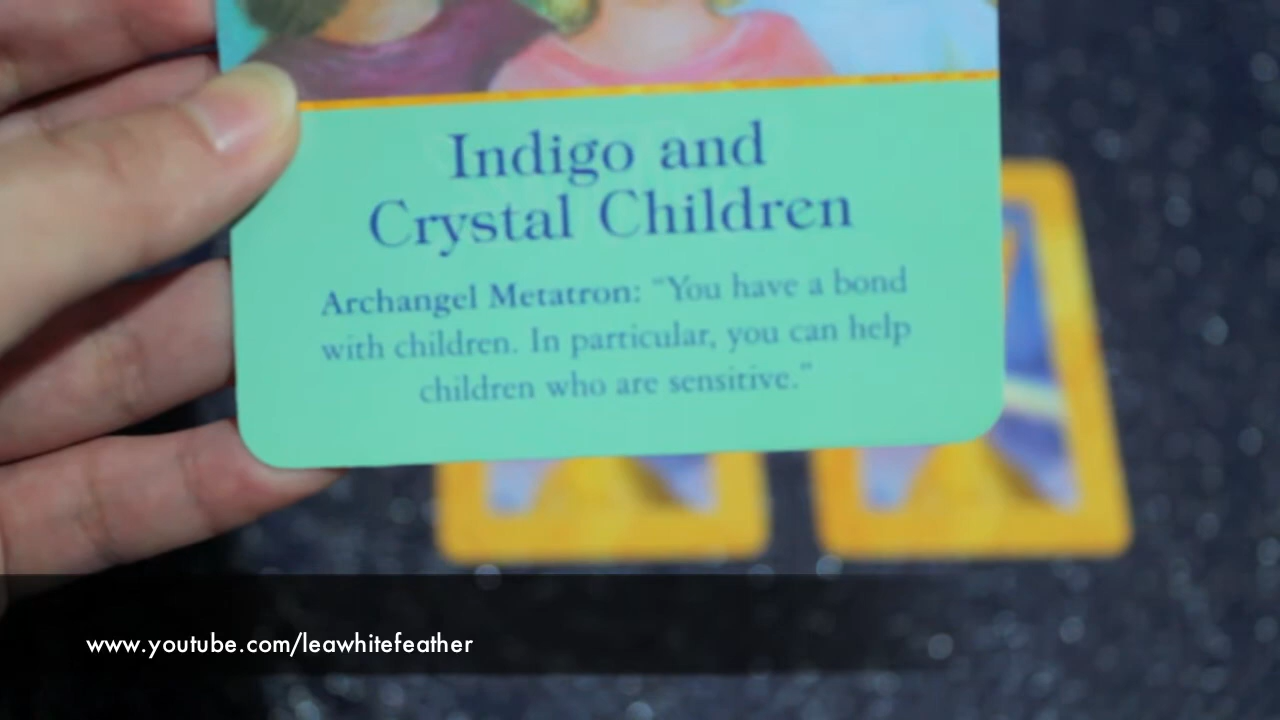 Indigo and
Crystal Children
Archangel Metatron: "You have a bond
with children. In particular, you can help
children who are sensitive."
www.youtube.com/leawhitefeather